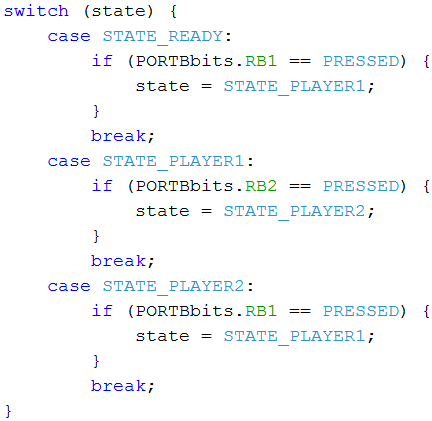 switch (state) {
    case STATE_READY:
        if (PORTBbits.RB1 == PRESSED) {
            state = STATE_PLAYER1;
        }
        break;
    case STATE_PLAYER1:
        if (PORTBbits.RB2 == PRESSED) {
            state = STATE_PLAYER2;
        }
        break;
    case STATE_PLAYER2:
        if (PORTBbits.RB1 == PRESSED) {
            state = STATE_PLAYER1;
        }
        break;
}